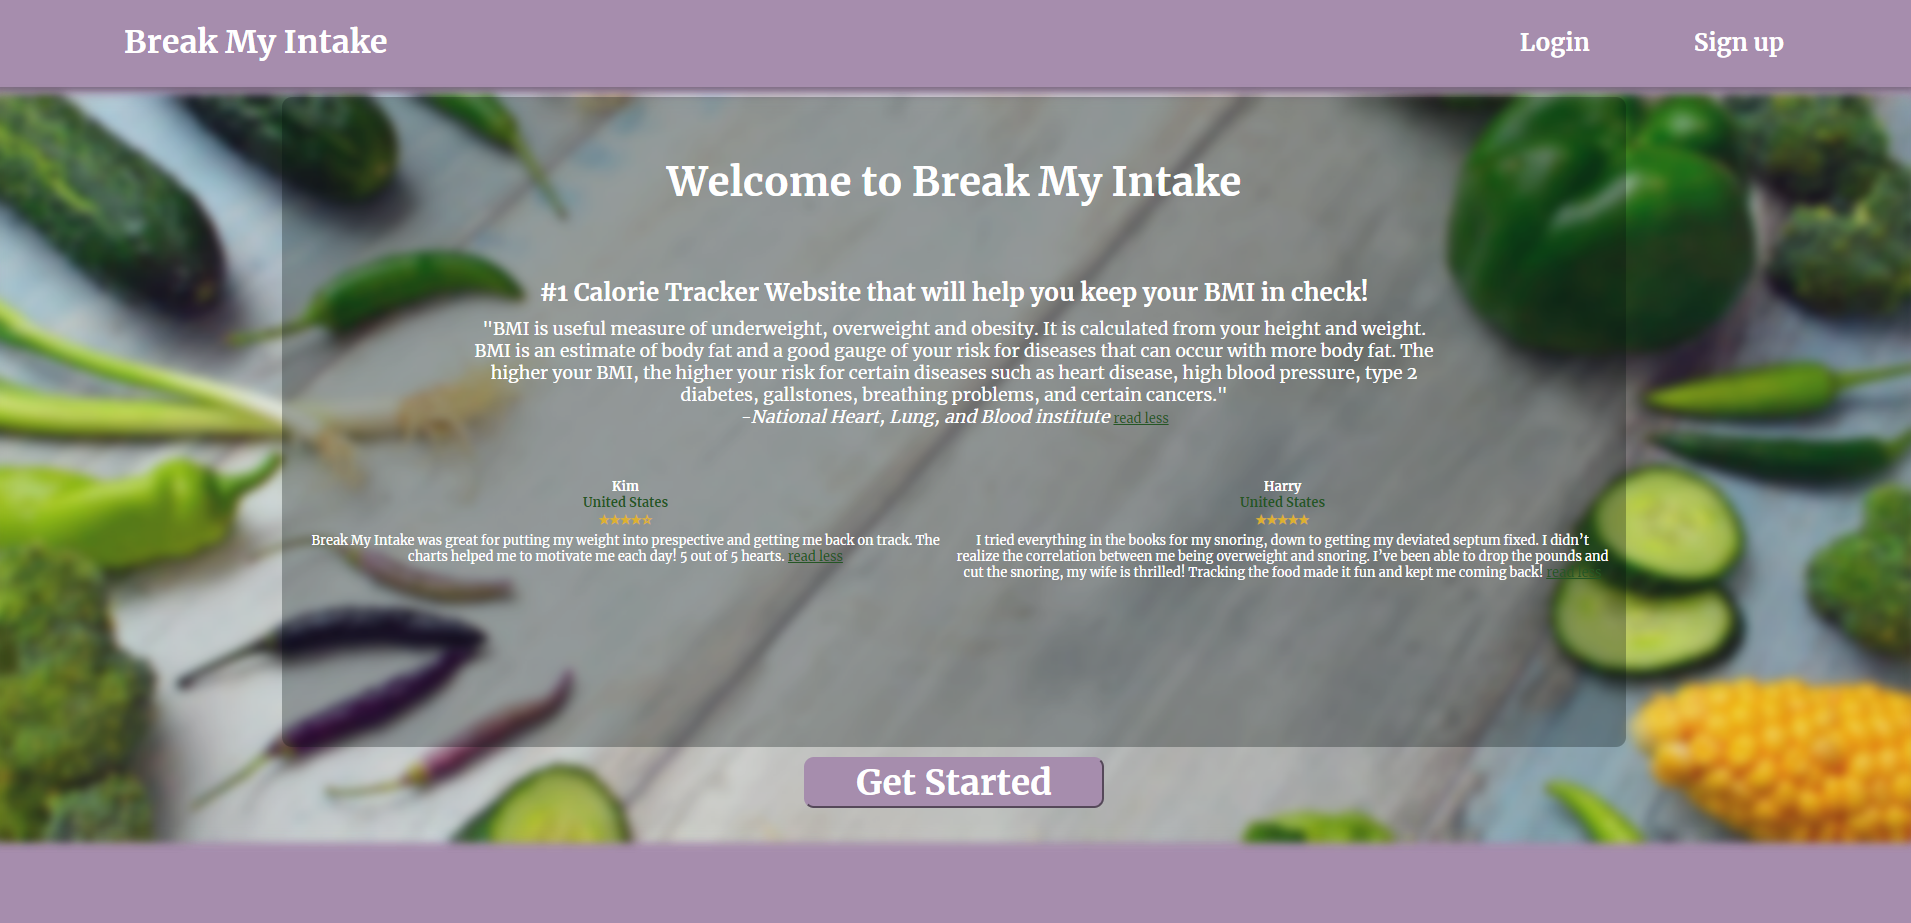 Break My Intake
Login
Sign up
Welcome to Break My Intake
#1 Calorie Tracker Website that will help you keep your BMI in check!
"BMI is useful measure of underweight, overweight and obesity. It is calculated from your height and weight.
BMI is an estimate of body fat and a good gauge of your risk for diseases that can occur with more body fat. The
higher your BMI, the higher your risk for certain diseases such as heart disease, high blood pressure, type 2
diabetes, gallstones, breathing problems, and certain cancers."
-National Heart, Lung, and Blood institute read less
Kim
United States
★★★★☆
Break My Intake was great for putting my weight into prespective and getting me back on track. The
charts helped me to motivate me each day! 5 out of 5 hearts. read less
Harry
United States
★★★★★
I tried everything in the books for my snoring, down to getting my deviated septum fixed. I didn’t
realize the correlation between me being overweight and snoring. I’ve been able to drop the pounds and
cut the snoring, my wife is thrilled! Tracking the food made it fun and kept me coming back! read less
Get Started